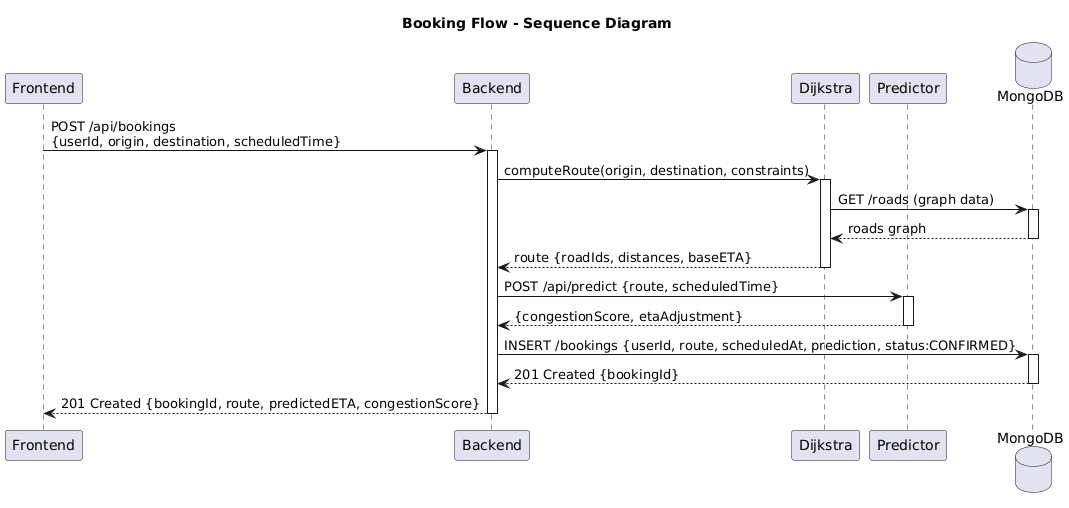 Booking Flow - Sequence Diagram
Frontend
Backend
Dijkstra
Predictor
MongoDB
POST /api/bookings
{userId, origin, destination, scheduledTime}
computeRoute(origin, destination, constraints)
GET /roads (graph data)
roads graph
route {roadIds, distances, baseETA}
POST /api/predict {route, scheduledTime}
{congestionScore, etaAdjustment}
INSERT /bookings {userId, route, scheduledAt, prediction, status:CONFIRMED}
201 Created {bookingId}
201 Created {bookingId, route, predictedETA, congestionScore}
Frontend
Backend
Dijkstra
Predictor
MongoDB